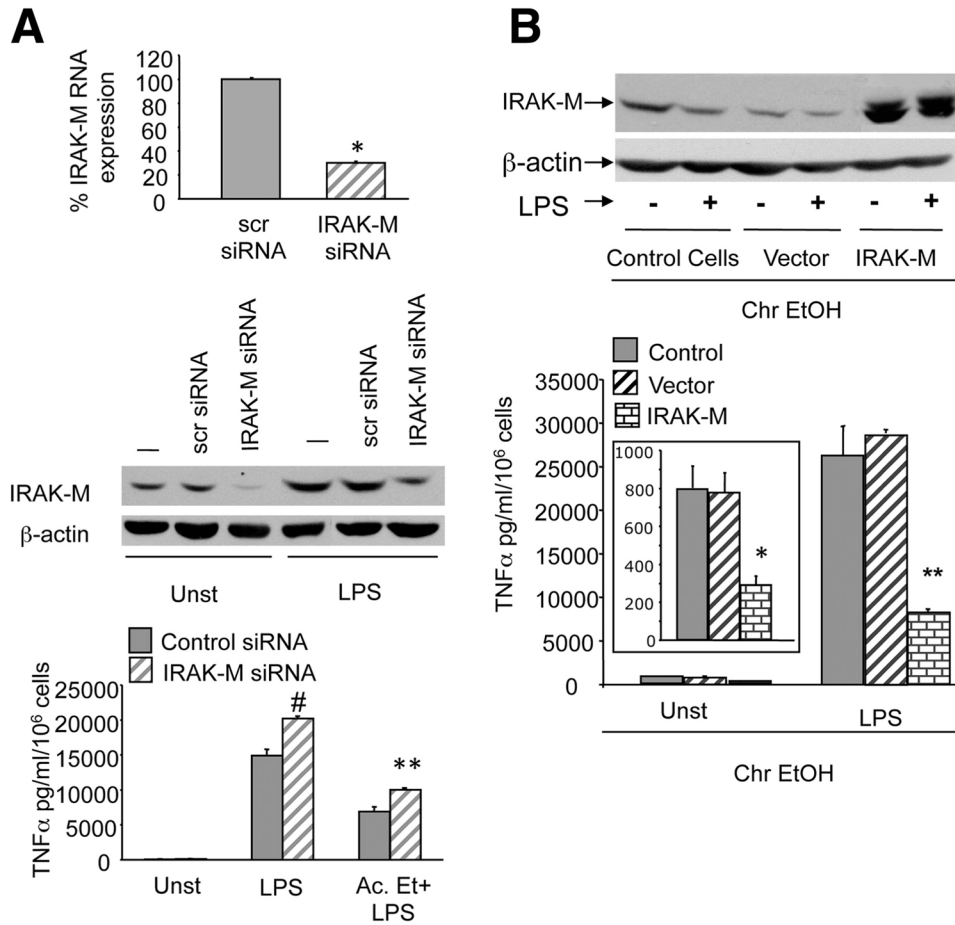 A
% IRAK-M RNA
expression
120
100
80
60
40
20
0
*
scr
siRNA
IRAK-M
siRNA
—
scr siRNA
IRAK-M siRNA
—
scr siRNA
IRAK-M siRNA
IRAK-M
β-actin
Unst
LPS
Control siRNA
IRAK-M siRNA
TNFα pg/ml/10⁶ cells
25000
20000
15000
10000
5000
0
#
**
Unst
LPS
Ac. Et+
LPS
B
IRAK-M
β-actin
LPS - + - + - +
Control Cells Vector IRAK-M
Chr EtOH
Control
Vector
IRAK-M
TNFα pg/ml/10⁶ cells
35000
30000
25000
20000
15000
10000
5000
0
1000
800
600
400
200
0
*
**
Unst
LPS
Chr EtOH